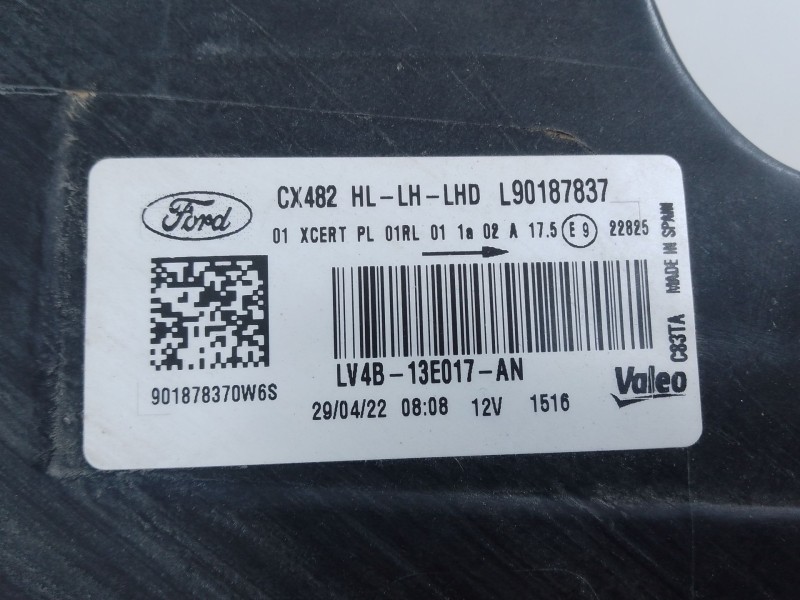 Ford
CX482 HL-LH-LHD L90187837
01 XCERT PL 01RL 01 1a 02 A 17.5 E9 22825
901878370W6S
LV4B-13E017-AN
29/04/22 08:08 12V 1516
Valeo
C83TA MADE IN SPAIN